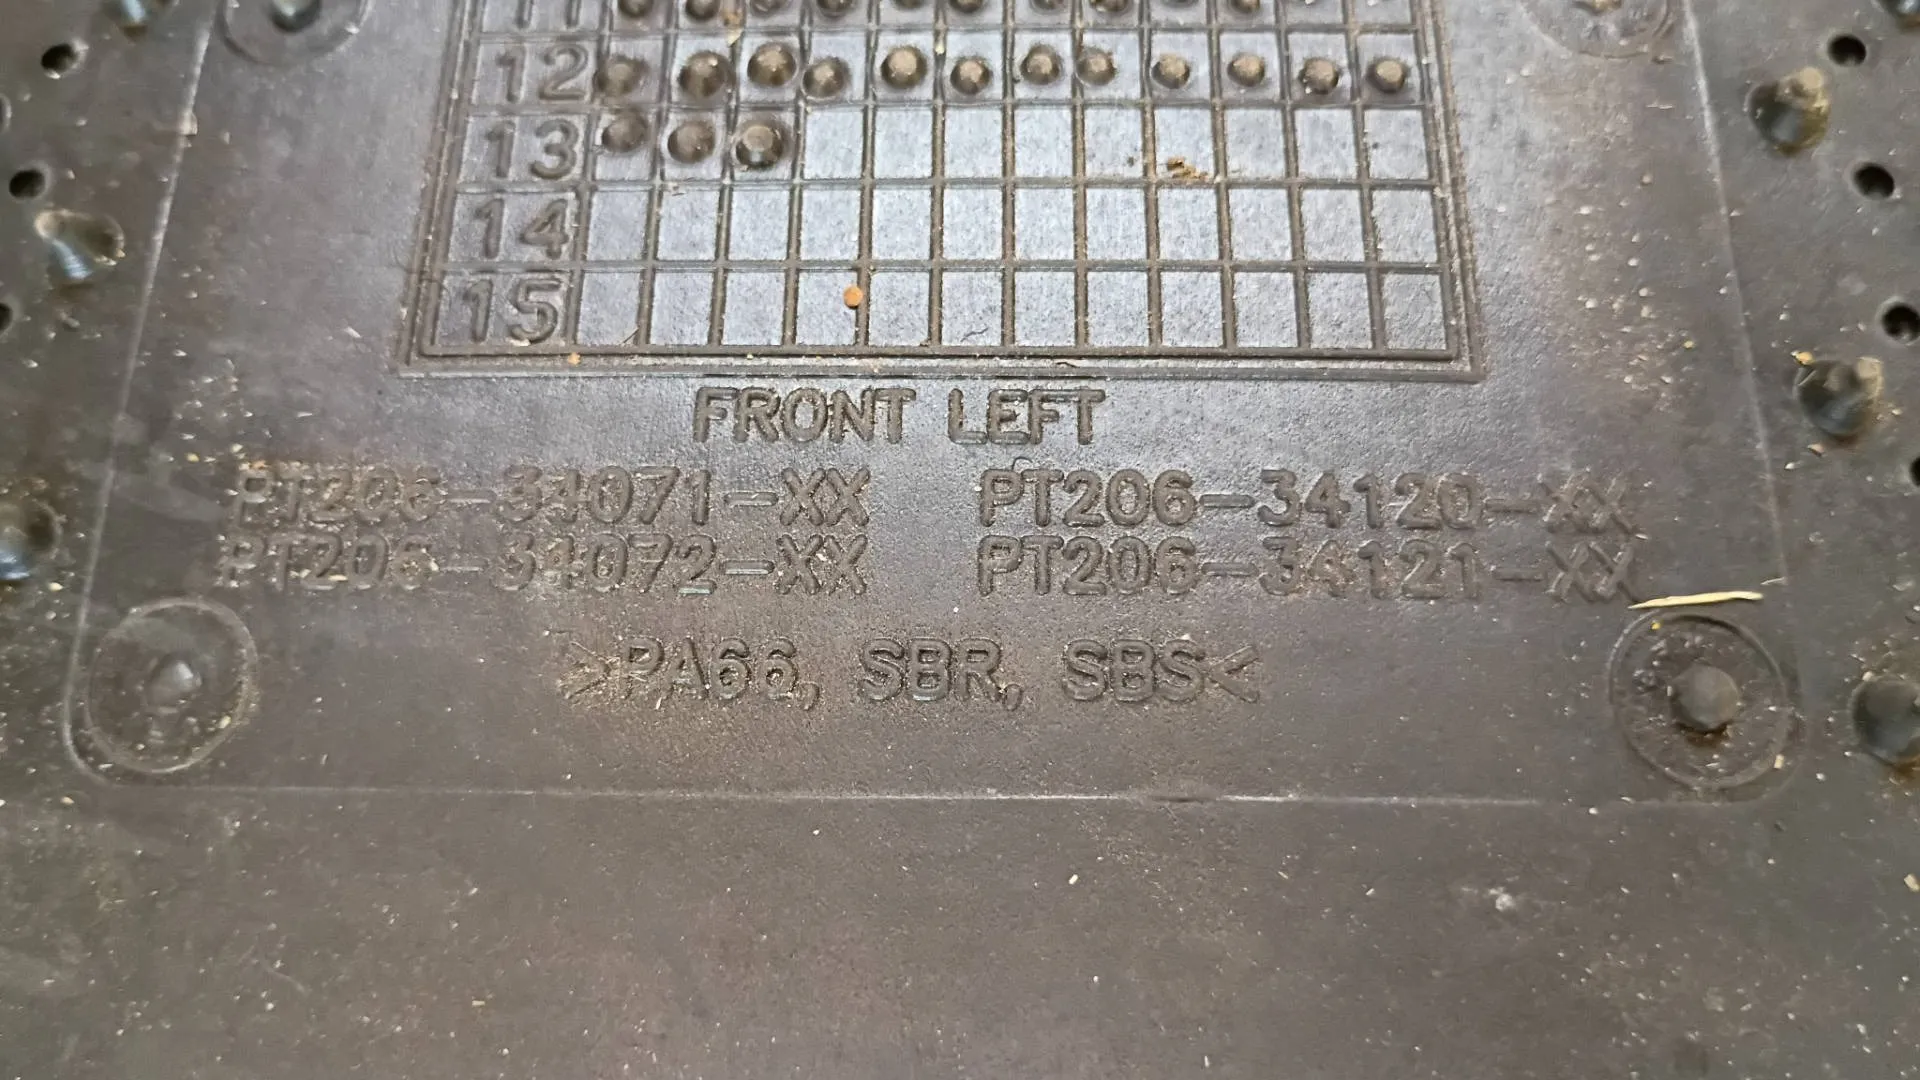 11
12
13
14
15
FRONT LEFT
PT206-34071-XX PT206-34120-XX
PT206-34072-XX PT206-34121-XX
>PA66, SBR, SBS<